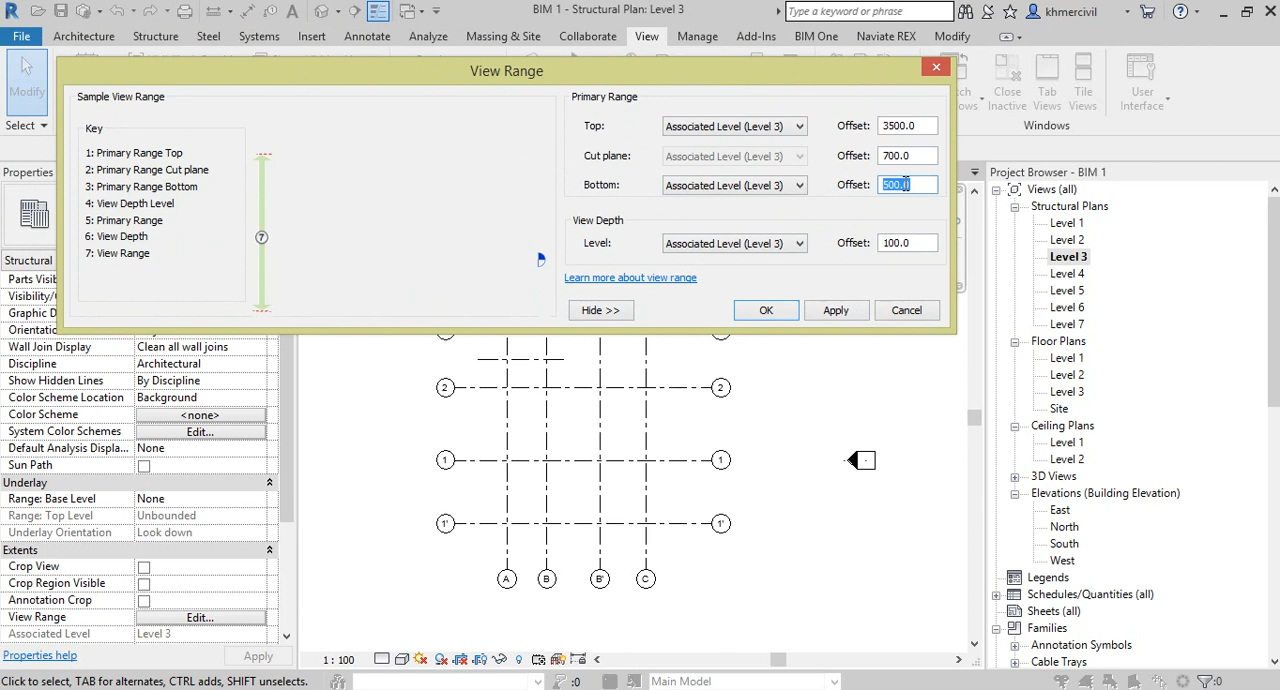 BIM 1 - Structural Plan: Level 3
Type a keyword or phrase
khmercivil
File
Architecture
Structure
Steel
Systems
Insert
Annotate
Analyze
Massing & Site
Collaborate
View
Manage
Add-Ins
BIM One
Naviate REX
Modify
Modify
Select
Close
Inactive
Tab
Views
Tile
Views
User
Interface
Windows
View Range
Sample View Range
Key
1: Primary Range Top
2: Primary Range Cut plane
3: Primary Range Bottom
4: View Depth Level
5: Primary Range
6: View Depth
7: View Range
7
Primary Range
Top: Associated Level (Level 3) Offset: 3500.0
Cut plane: Associated Level (Level 3) Offset: 700.0
Bottom: Associated Level (Level 3) Offset: 500.0
View Depth
Level: Associated Level (Level 3) Offset: 100.0
Learn more about view range
Hide >> OK Apply Cancel
Properties
Structural
Parts Visib
Visibility/
Graphic D
Orientatio
Wall Join Display Clean all wall joins
Discipline Architectural
Show Hidden Lines By Discipline
Color Scheme Location Background
Color Scheme <none>
System Color Schemes Edit...
Default Analysis Displa... None
Sun Path
Underlay
Range: Base Level None
Range: Top Level Unbounded
Underlay Orientation Look down
Extents
Crop View
Crop Region Visible
Annotation Crop
View Range Edit...
Associated Level Level 3
Properties help Apply
2 2
1 1
1' 1'
A B B' C
Project Browser - BIM 1
Views (all)
Structural Plans
Level 1
Level 2
Level 3
Level 4
Level 5
Level 6
Level 7
Floor Plans
Level 1
Level 2
Level 3
Site
Ceiling Plans
Level 1
Level 2
3D Views
Elevations (Building Elevation)
East
North
South
West
Legends
Schedules/Quantities (all)
Sheets (all)
Families
Annotation Symbols
Cable Trays
1 : 100
Click to select, TAB for alternates, CTRL adds, SHIFT unselects.
:0
Main Model
:0